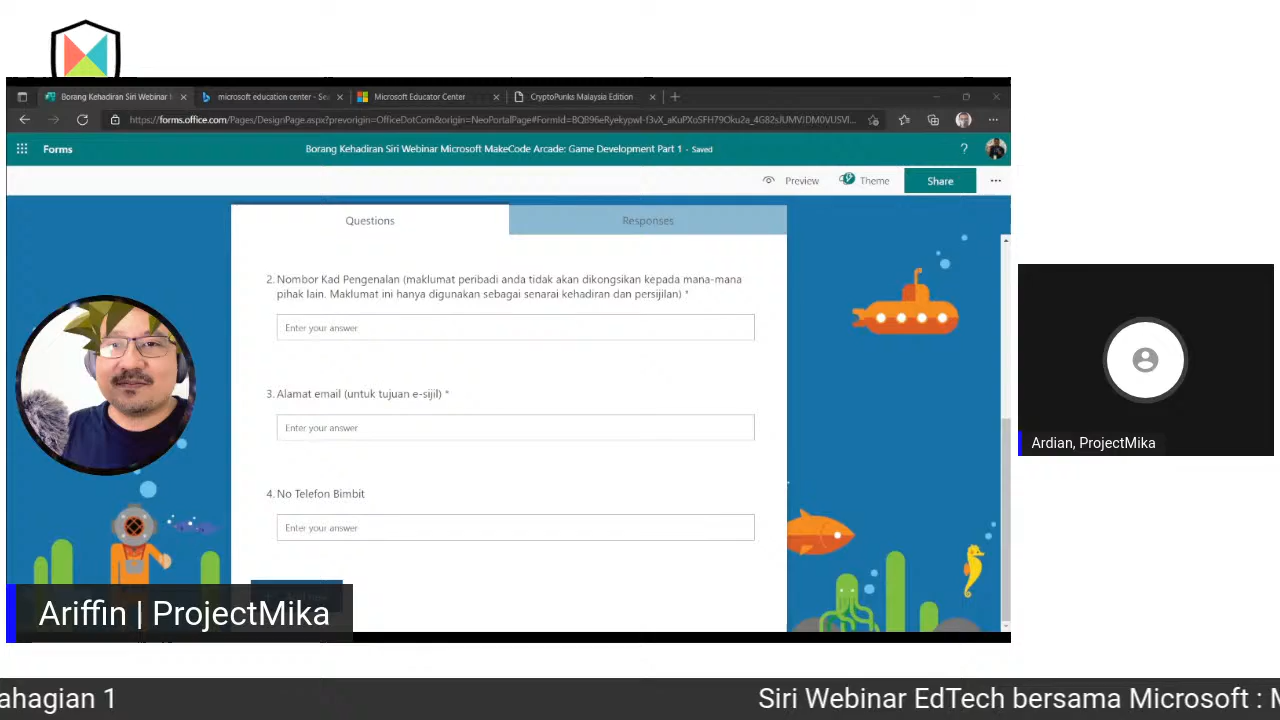 Borang Kehadiran Siri Webinar
microsoft education center - Sea
Microsoft Educator Center
CryptoPunks Malaysia Edition
Forms
Borang Kehadiran Siri Webinar Microsoft MakeCode Arcade: Game Development Part 1 - Saved
?
Preview
Theme
Share
Questions
Responses
2. Nombor Kad Pengenalan (maklumat peribadi anda tidak akan dikongsikan kepada mana-mana
pihak lain. Maklumat ini hanya digunakan sebagai senarai kehadiran dan persijilan) *
Enter your answer
3. Alamat email (untuk tujuan e-sijil) *
Enter your answer
4. No Telefon Bimbit
Enter your answer
Ariffin | ProjectMika
Ardian, ProjectMika
ahagian 1
Siri Webinar EdTech bersama Microsoft : M